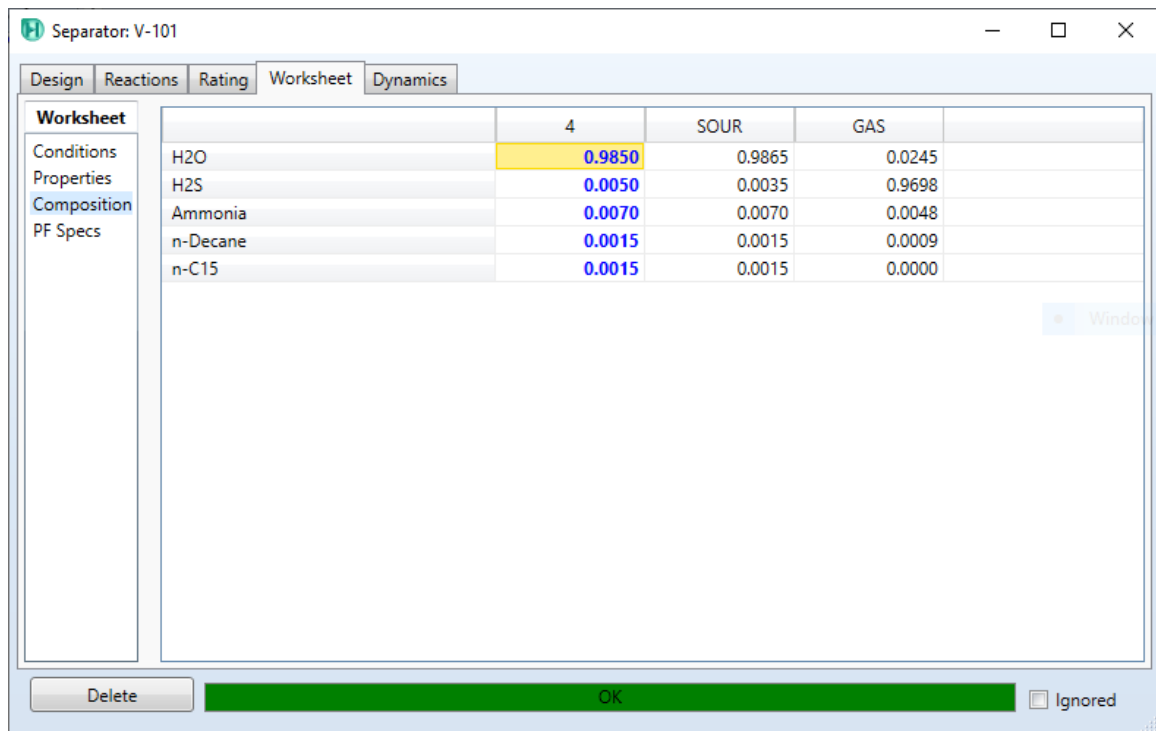 Separator: V-101
Design Reactions Rating Worksheet Dynamics
Worksheet
Conditions
Properties
Composition
PF Specs
4 SOUR GAS
H2O 0.9850 0.9865 0.0245
H2S 0.0050 0.0035 0.9698
Ammonia 0.0070 0.0070 0.0048
n-Decane 0.0015 0.0015 0.0009
n-C15 0.0015 0.0015 0.0000
Window
Delete OK Ignored